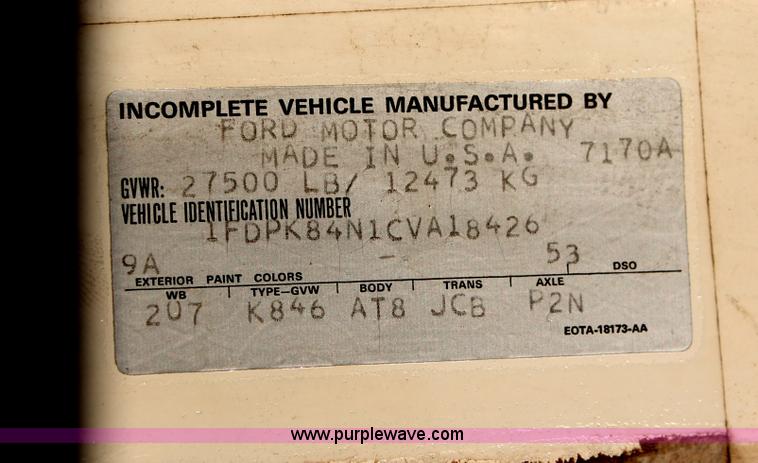 INCOMPLETE VEHICLE MANUFACTURED BY
FORD MOTOR COMPANY
MADE IN U.S.A. 7170A
GVWR: 27500 LB/ 12473 KG
VEHICLE IDENTIFICATION NUMBER
1FDPK84N1CVA18426
9A - 53
EXTERIOR PAINT COLORS DSO
WB TYPE-GVW BODY TRANS AXLE
207 K846 AT8 JCB P2N
EOTA-18173-AA
www.purplewave.com